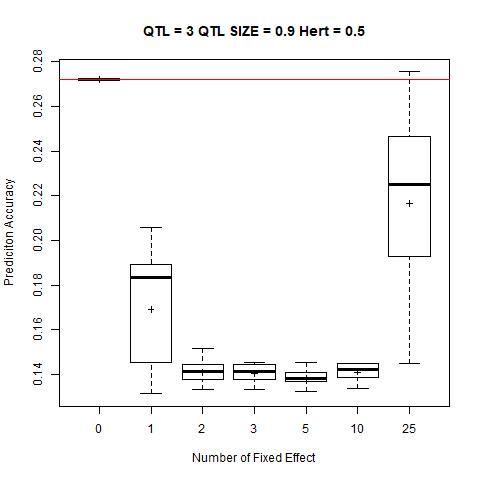 QTL = 3 QTL SIZE = 0.9 Hert = 0.5
Prediciton Accuracy
0.28
0.26
0.24
0.22
0.20
0.18
0.16
0.14
0 1 2 3 5 10 25
Number of Fixed Effect